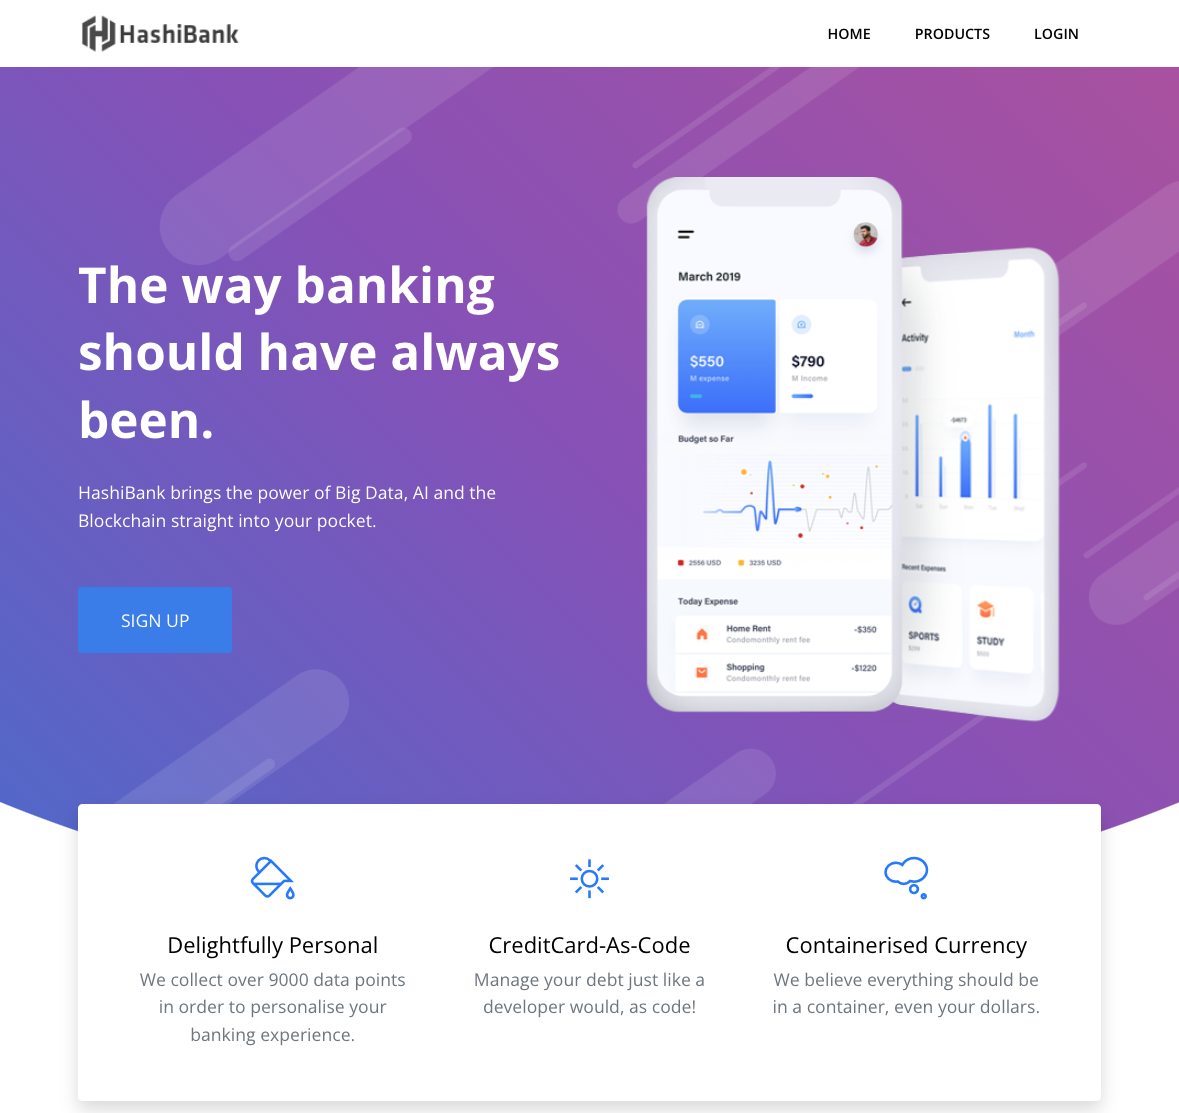 HashiBank
HOME PRODUCTS LOGIN
The way banking
should have always
been.
HashiBank brings the power of Big Data, AI and the
Blockchain straight into your pocket.
SIGN UP
March 2019
$550
M expense
$790
M Income
Budget so Far
2556 USD
3235 USD
Today Expense
Home Rent
-$350
Condomonthly rent fee
Shopping
-$1220
Condomonthly rent fee
Activity
Month
-$4673
Recent Expenses
SPORTS
STUDY
Delightfully Personal
We collect over 9000 data points
in order to personalise your
banking experience.
CreditCard-As-Code
Manage your debt just like a
developer would, as code!
Containerised Currency
We believe everything should be
in a container, even your dollars.